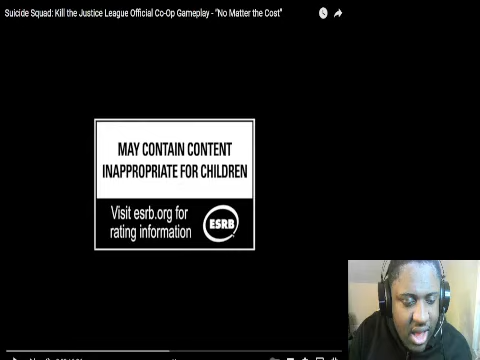 Suicide Squad: Kill the Justice League Official Co-Op Gameplay - "No Matter the Cost"
MAY CONTAIN CONTENT
INAPPROPRIATE FOR CHILDREN
Visit esrb.org for
rating information
ESRB